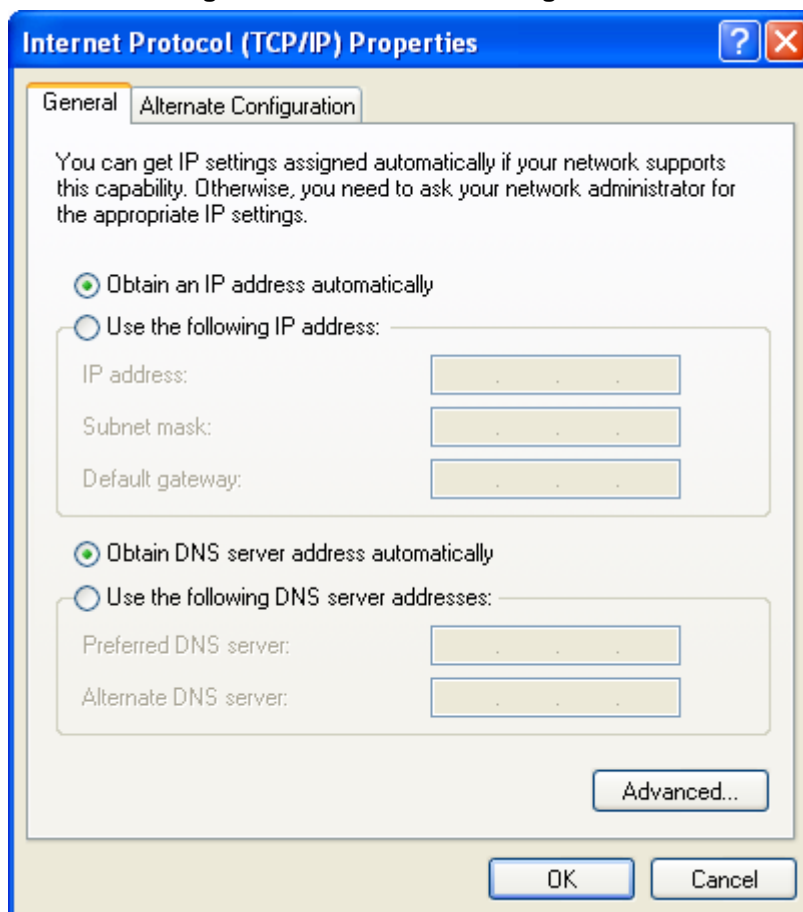 Internet Protocol (TCP/IP) Properties
General
Alternate Configuration
You can get IP settings assigned automatically if your network supports
this capability. Otherwise, you need to ask your network administrator for
the appropriate IP settings.
Obtain an IP address automatically
Use the following IP address:
IP address:
Subnet mask:
Default gateway:
Obtain DNS server address automatically
Use the following DNS server addresses:
Preferred DNS server:
Alternate DNS server:
Advanced...
OK
Cancel